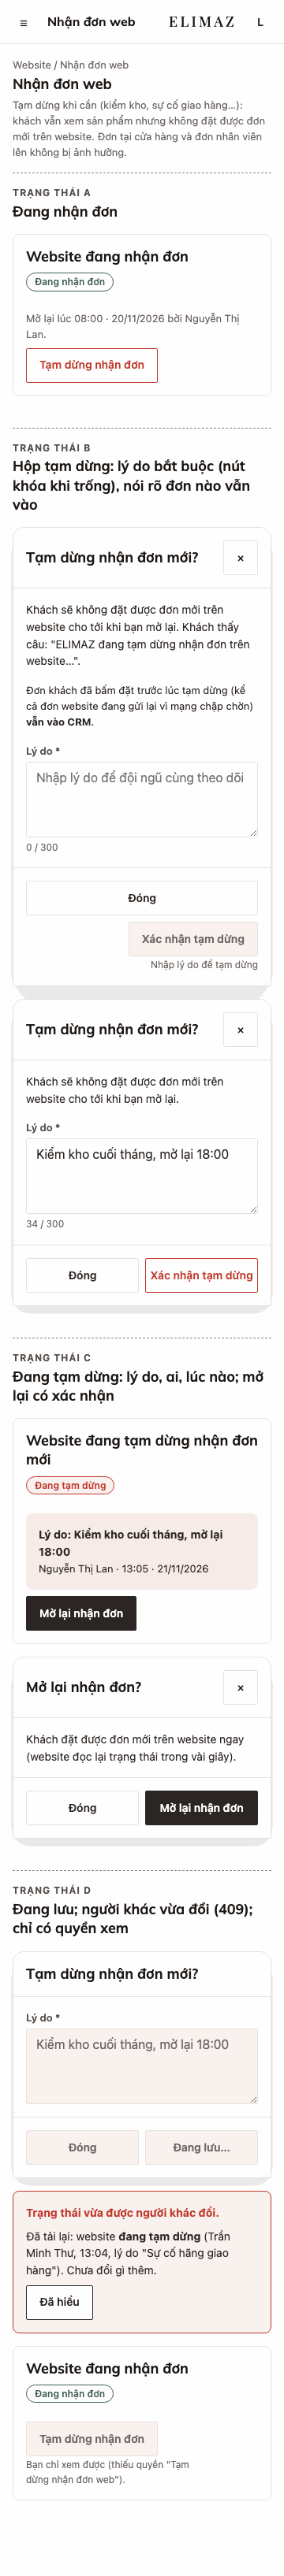 ≡ Nhận đơn web ELIMAZ L
Website / Nhận đơn web
Nhận đơn web
Tạm dừng khi cần (kiểm kho, sự cố giao hàng…):
khách vẫn xem sản phẩm nhưng không đặt được đơn
mới trên website. Đơn tại cửa hàng và đơn nhân viên
lên không bị ảnh hưởng.
TRẠNG THÁI A
Đang nhận đơn
Website đang nhận đơn
Đang nhận đơn
Mở lại lúc 08:00 · 20/11/2026 bởi Nguyễn Thị
Lan.
Tạm dừng nhận đơn
TRẠNG THÁI B
Hộp tạm dừng: lý do bắt buộc (nút
khóa khi trống), nói rõ đơn nào vẫn
vào
Tạm dừng nhận đơn mới? ×
Khách sẽ không đặt được đơn mới trên
website cho tới khi bạn mở lại. Khách thấy
câu: "ELIMAZ đang tạm dừng nhận đơn trên
website…".
Đơn khách đã bấm đặt trước lúc tạm dừng (kể
cả đơn website đang gửi lại vì mạng chập chờn)
vẫn vào CRM.
Lý do *
Nhập lý do để đội ngũ cùng theo dõi
0 / 300
Đóng
Xác nhận tạm dừng
Nhập lý do để tạm dừng
Tạm dừng nhận đơn mới? ×
Khách sẽ không đặt được đơn mới trên
website cho tới khi bạn mở lại.
Lý do *
Kiểm kho cuối tháng, mở lại 18:00
34 / 300
Đóng Xác nhận tạm dừng
TRẠNG THÁI C
Đang tạm dừng: lý do, ai, lúc nào; mở
lại có xác nhận
Website đang tạm dừng nhận đơn
mới
Đang tạm dừng
Lý do: Kiểm kho cuối tháng, mở lại
18:00
Nguyễn Thị Lan · 13:05 · 21/11/2026
Mở lại nhận đơn
Mở lại nhận đơn? ×
Khách đặt được đơn mới trên website ngay
(website đọc lại trạng thái trong vài giây).
Đóng Mở lại nhận đơn
TRẠNG THÁI D
Đang lưu; người khác vừa đổi (409);
chỉ có quyền xem
Tạm dừng nhận đơn mới?
Lý do *
Kiểm kho cuối tháng, mở lại 18:00
Đóng Đang lưu…
Trạng thái vừa được người khác đổi.
Đã tải lại: website đang tạm dừng (Trần
Minh Thư, 13:04, lý do "Sự cố hãng giao
hàng"). Chưa đổi gì thêm.
Đã hiểu
Website đang nhận đơn
Đang nhận đơn
Tạm dừng nhận đơn
Bạn chỉ xem được (thiếu quyền "Tạm
dừng nhận đơn web").